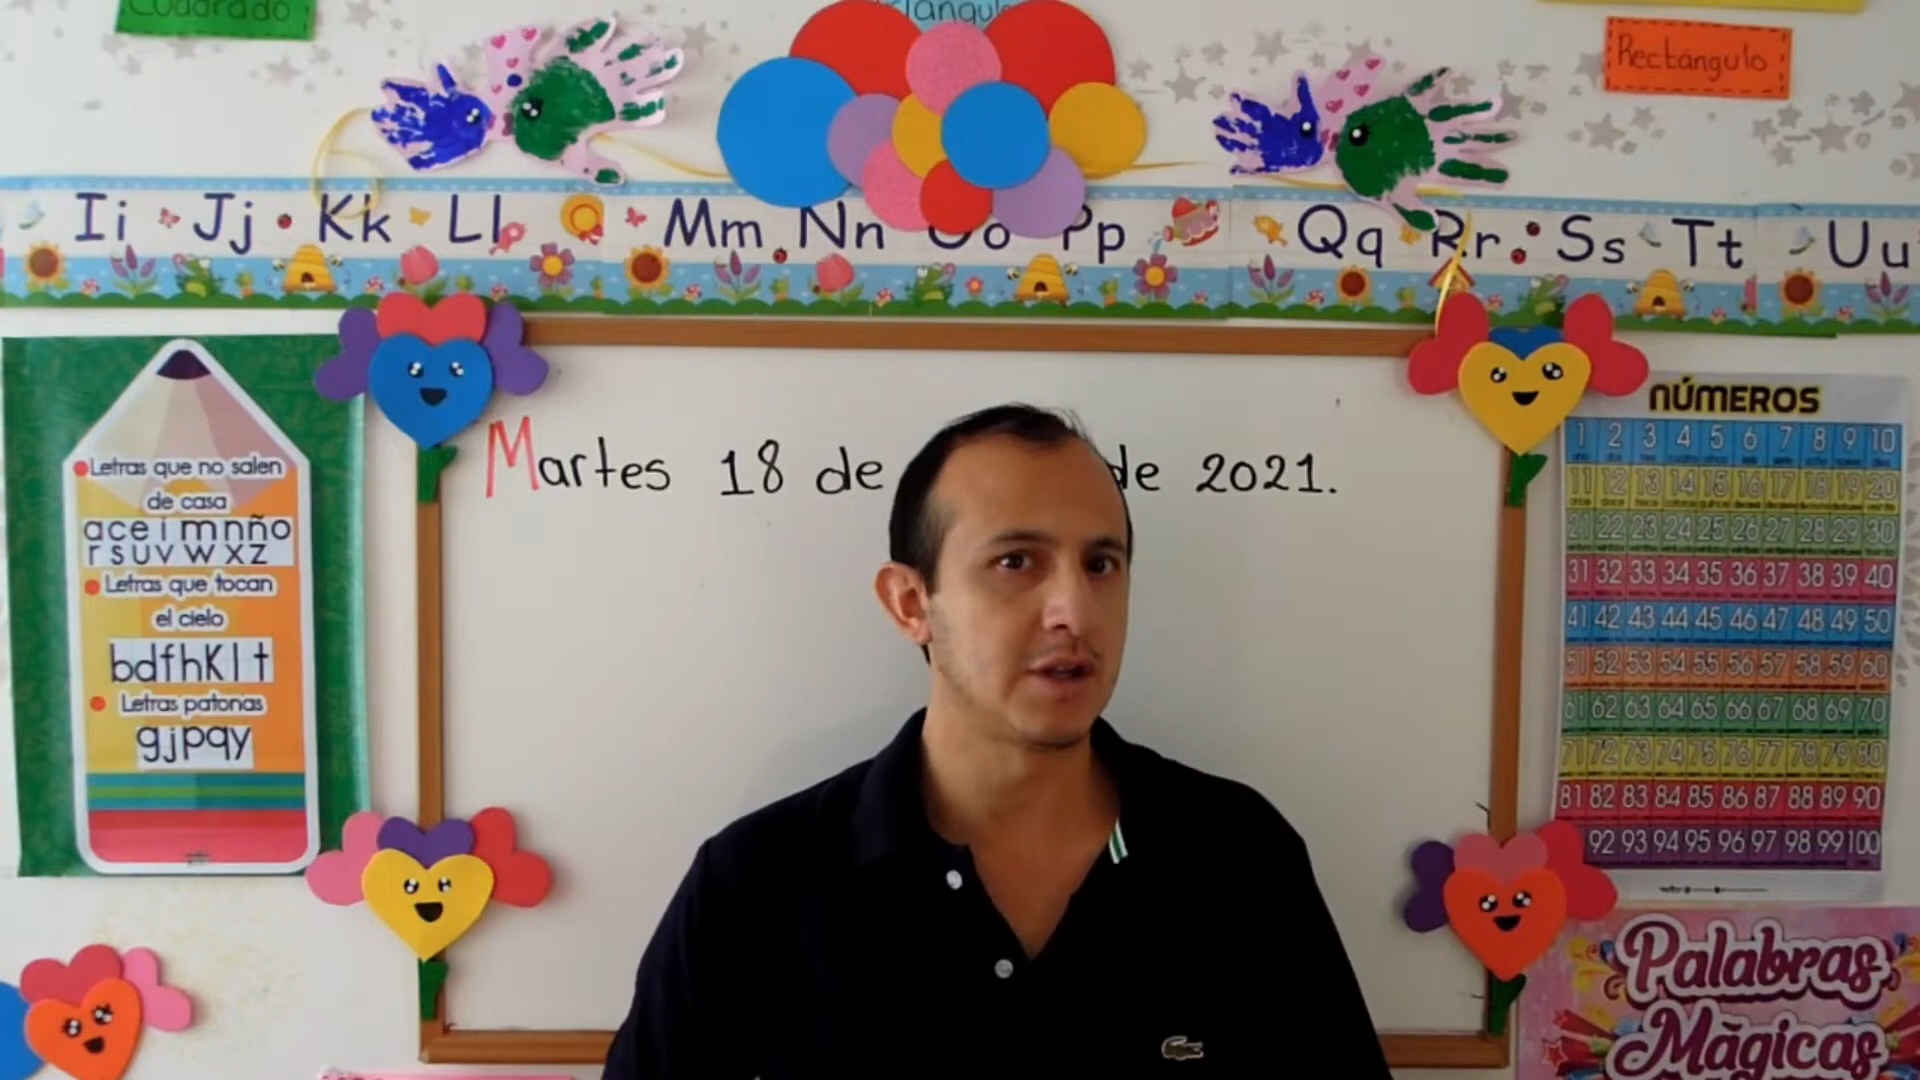 Cuadrado
Rectángulo
Ii Jj Kk Ll Mm Nn Oo Pp Qq Rr Ss Tt Uu
Martes 18 de
de 2021.
Letras que no salen
de casa
a c e i m n ñ o
r s u v w x z
Letras que tocan
el cielo
b d f h K l t
Letras patonas
g j p q y
NÚMEROS
1 2 3 4 5 6 7 8 9 10
11 12 13 14 15 16 17 18 19 20
21 22 23 24 25 26 27 28 29 30
31 32 33 34 35 36 37 38 39 40
41 42 43 44 45 46 47 48 49 50
51 52 53 54 55 56 57 58 59 60
61 62 63 64 65 66 67 68 69 70
71 72 73 74 75 76 77 78 79 80
81 82 83 84 85 86 87 88 89 90
92 93 94 95 96 97 98 99 100
Palabras
Màgicas